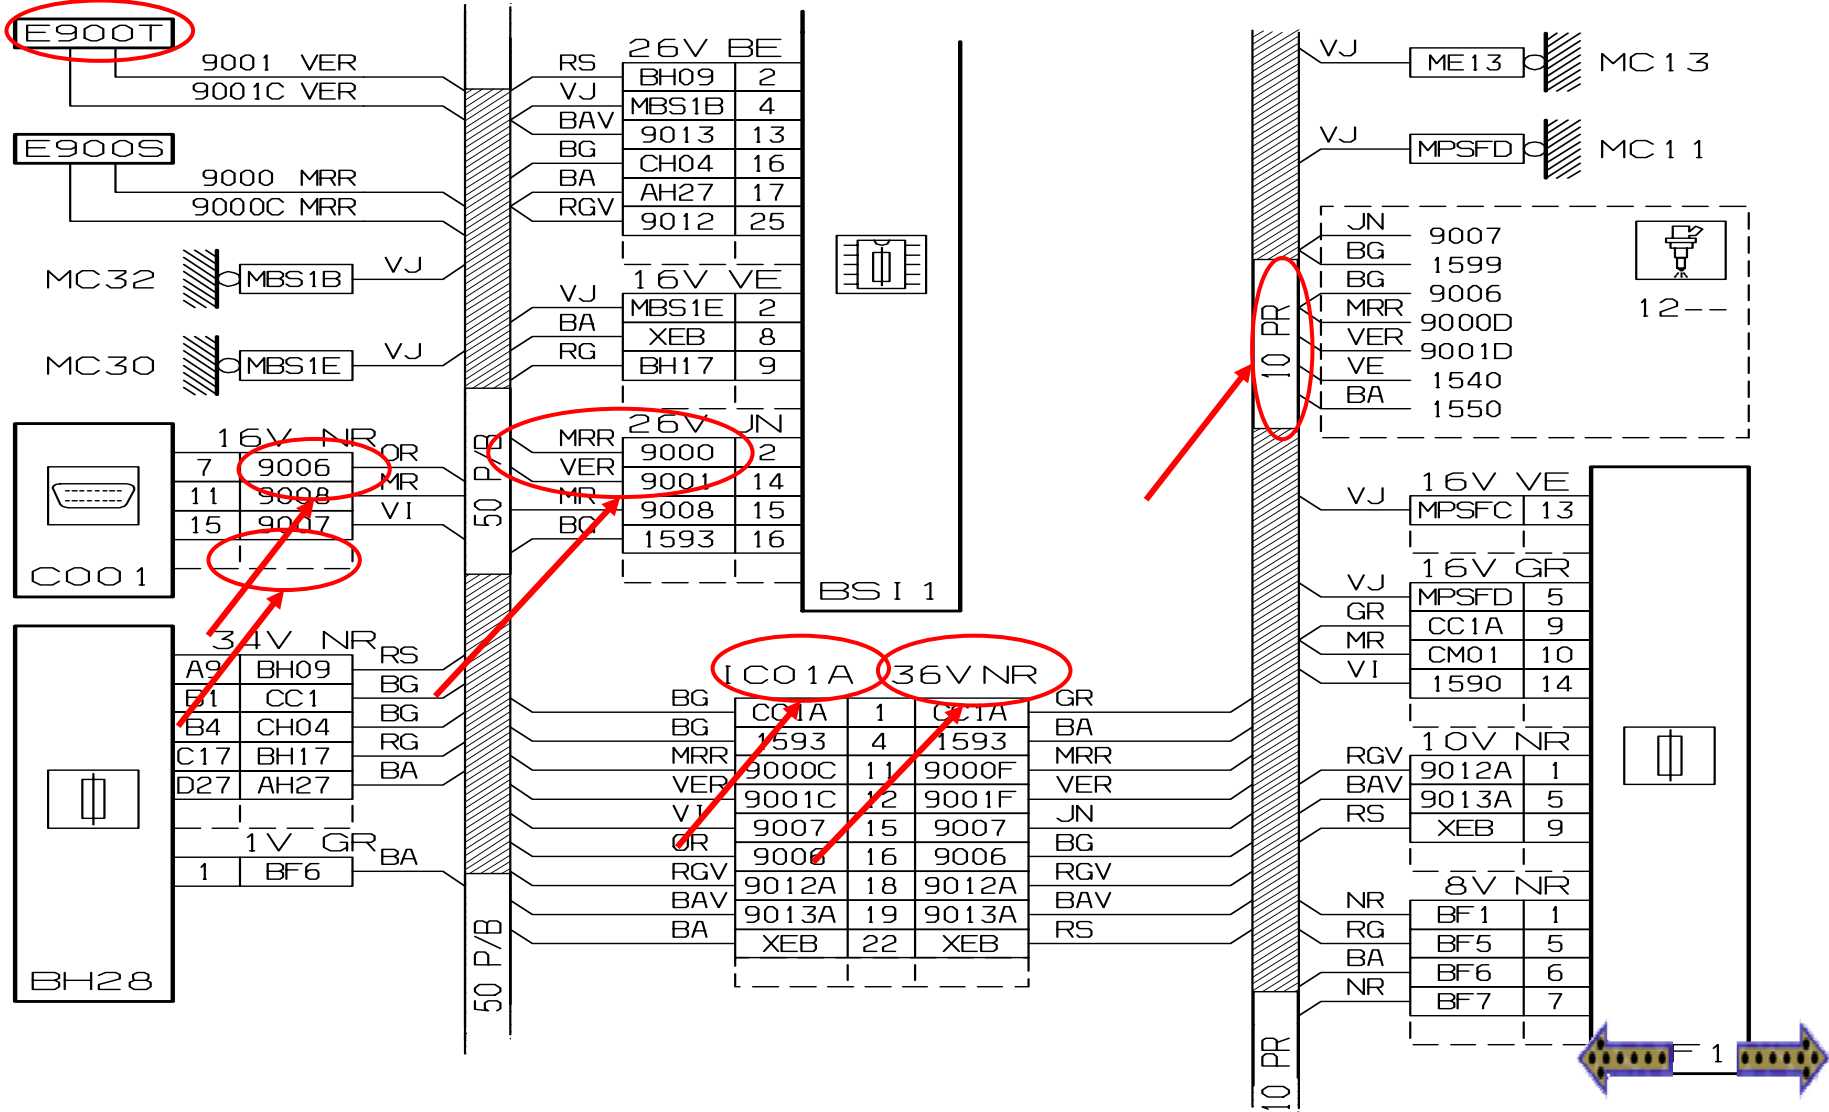 E900T
9001 VER
9001C VER
E900S
9000 MRR
9000C MRR
MC32
MBS1B
VJ
MC30
MBS1E
VJ
16V NR
7 9006 OR
11 9008 MR
15 9007 VI
C001
34V NR
A9 BH09 RS
B1 CC1 BG
B4 CH04 BG
C17 BH17 RG
D27 AH27 BA
1V GR
1 BF6 BA
BH28
50 P/B
50 P/B
26V BE
RS BH09 2
VJ MBS1B 4
BAV 9013 13
BG CH04 16
BA AH27 17
RGV 9012 25
16V VE
VJ MBS1E 2
BA XEB 8
RG BH17 9
26V JN
MRR 9000 2
VER 9001 14
MR 9008 15
BG 1593 16
BSI1
IC01A 36V NR
BG CC1A 1 CC1A GR
BG 1593 4 1593 BA
MRR 9000C 11 9000F MRR
VER 9001C 12 9001F VER
VI 9007 15 9007 JN
OR 9006 16 9006 BG
RGV 9012A 18 9012A RGV
BAV 9013A 19 9013A BAV
BA XEB 22 XEB RS
10 PR
10 PR
VJ ME13 MC13
VJ MPSFD MC11
JN 9007
BG 1599
BG 9006
MRR 9000D
VER 9001D
VE 1540
BA 1550
12--
16V VE
VJ MPSFC 13
16V GR
VJ MPSFD 5
GR CC1A 9
MR CM01 10
VI 1590 14
10V NR
RGV 9012A 1
BAV 9013A 5
RS XEB 9
8V NR
NR BF1 1
RG BF5 5
BA BF6 6
NR BF7 7
1